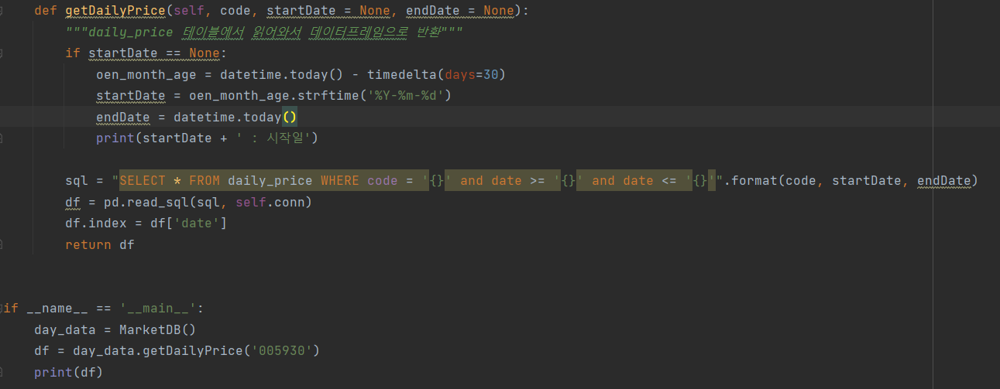 def getDailyPrice(self, code, startDate = None, endDate = None):
"""daily_price 테이블에서 읽어와서 데이터프레임으로 반환"""
if startDate == None:
oen_month_age = datetime.today() - timedelta(days=30)
startDate = oen_month_age.strftime('%Y-%m-%d')
endDate = datetime.today()
print(startDate + ' : 시작일')
sql = "SELECT * FROM daily_price WHERE code = '{}' and date >= '{}' and date <= '{}'".format(code, startDate, endDate)
df = pd.read_sql(sql, self.conn)
df.index = df['date']
return df
if __name__ == '__main__':
day_data = MarketDB()
df = day_data.getDailyPrice('005930')
print(df)